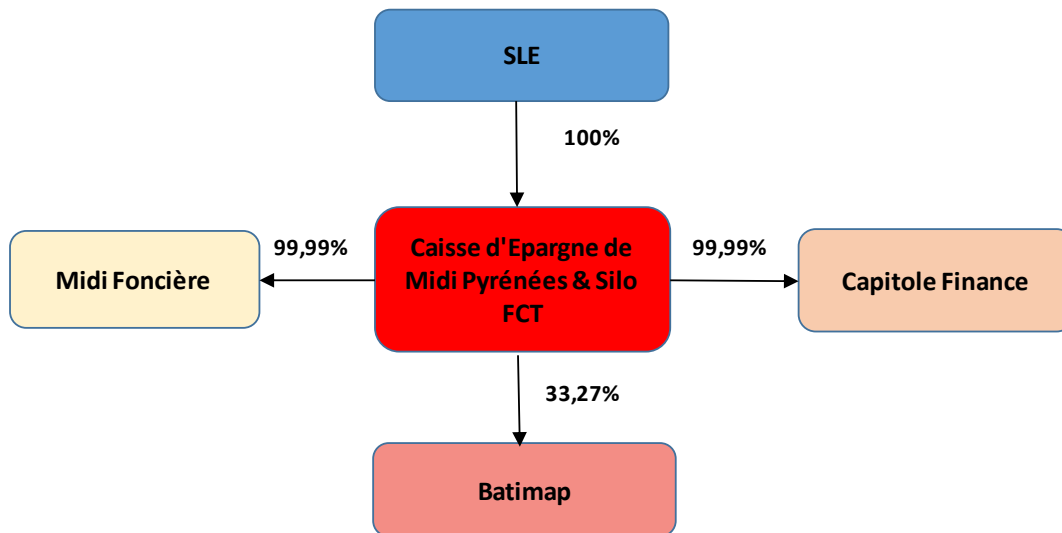 SLE
100%
Midi Foncière
99,99%
Caisse d'Epargne de
Midi Pyrénées & Silo
FCT
99,99%
Capitole Finance
33,27%
Batimap